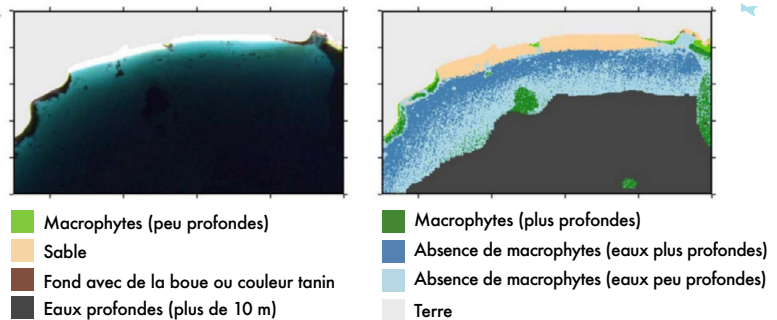 Macrophytes (peu profondes)
Sable
Fond avec de la boue ou couleur tanin
Eaux profondes (plus de 10 m)
Macrophytes (plus profondes)
Absence de macrophytes (eaux plus profondes)
Absence de macrophytes (eaux peu profondes)
Terre